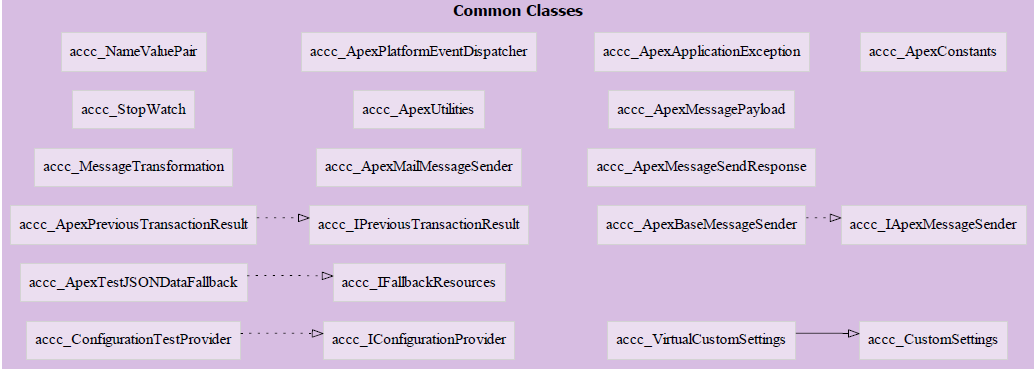 Common Classes
accc_NameValuePair
accc_ApexPlatformEventDispatcher
accc_ApexApplicationException
accc_ApexConstants
accc_StopWatch
accc_ApexUtilities
accc_ApexMessagePayload
accc_MessageTransformation
accc_ApexMailMessageSender
accc_ApexMessageSendResponse
accc_ApexPreviousTransactionResult
accc_IPreviousTransactionResult
accc_ApexBaseMessageSender
accc_IApexMessageSender
accc_ApexTestJSONDataFallback
accc_IFallbackResources
accc_ConfigurationTestProvider
accc_IConfigurationProvider
accc_VirtualCustomSettings
accc_CustomSettings